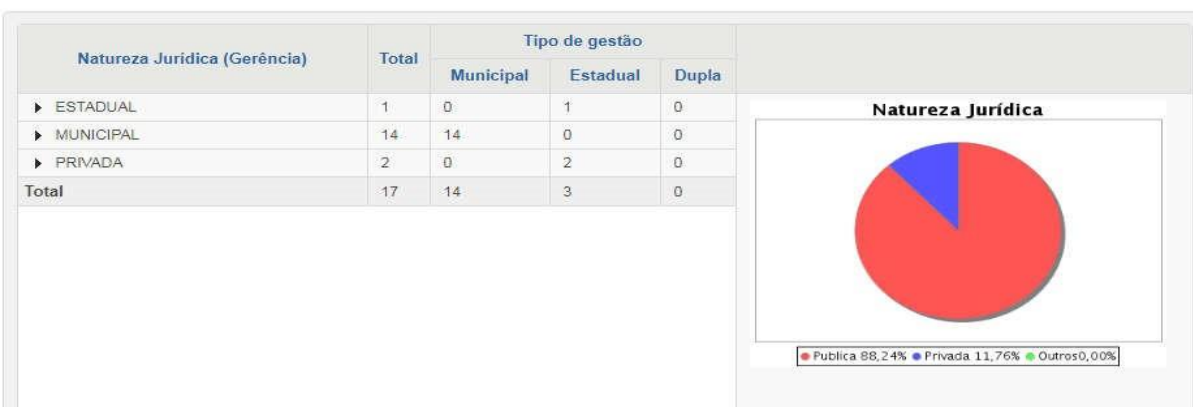 Natureza Jurídica (Gerência) Total Tipo de gestão
Municipal Estadual Dupla
ESTADUAL 1 0 1 0
MUNICIPAL 14 14 0 0
PRIVADA 2 0 2 0
Total 17 14 3 0
Natureza Jurídica
Publica 88,24% Privada 11,76% Outros0,00%